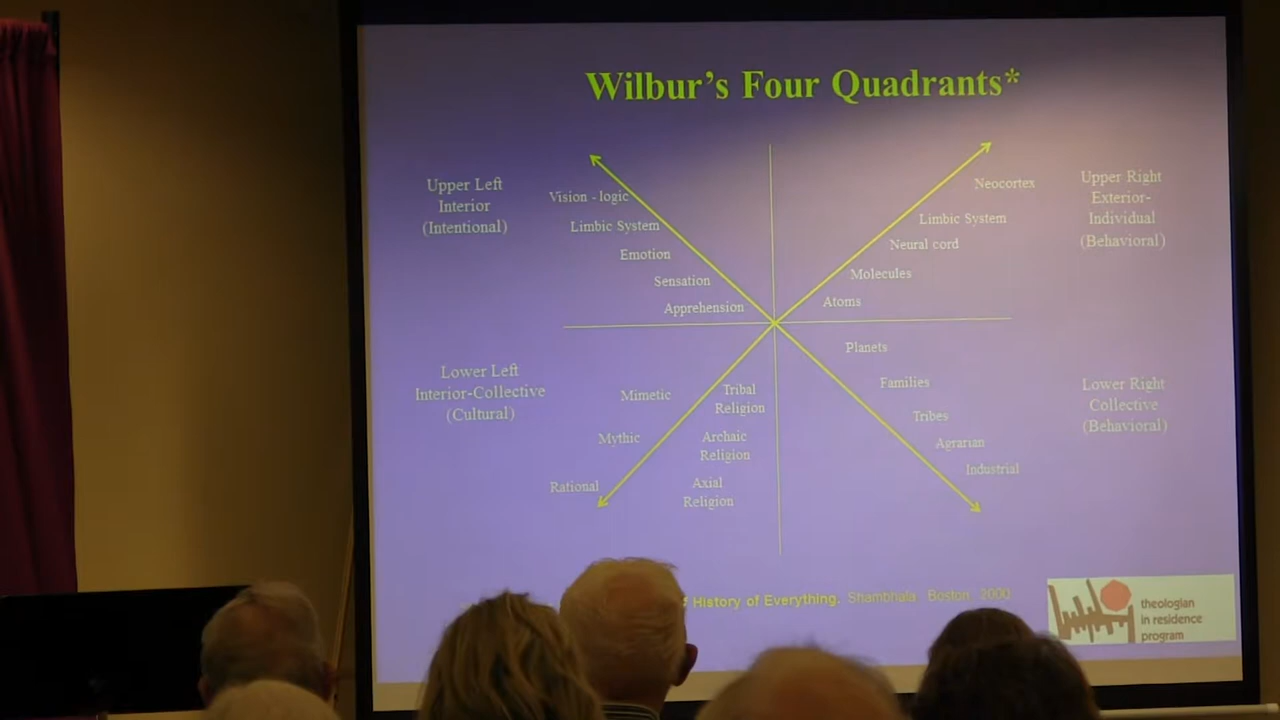 Wilbur's Four Quadrants*
Upper Left
Interior
(Intentional)
Vision - logic
Limbic System
Emotion
Sensation
Apprehension
Neocortex
Limbic System
Neural cord
Molecules
Atoms
Upper Right
Exterior-
Individual
(Behavioral)
Lower Left
Interior-Collective
(Cultural)
Mimetic
Mythic
Rational
Tribal
Religion
Archaic
Religion
Axial
Religion
Planets
Families
Tribes
Agrarian
Industrial
Lower Right
Collective
(Behavioral)
History of Everything. Shambhala Boston 2000
theologian
in residence
program